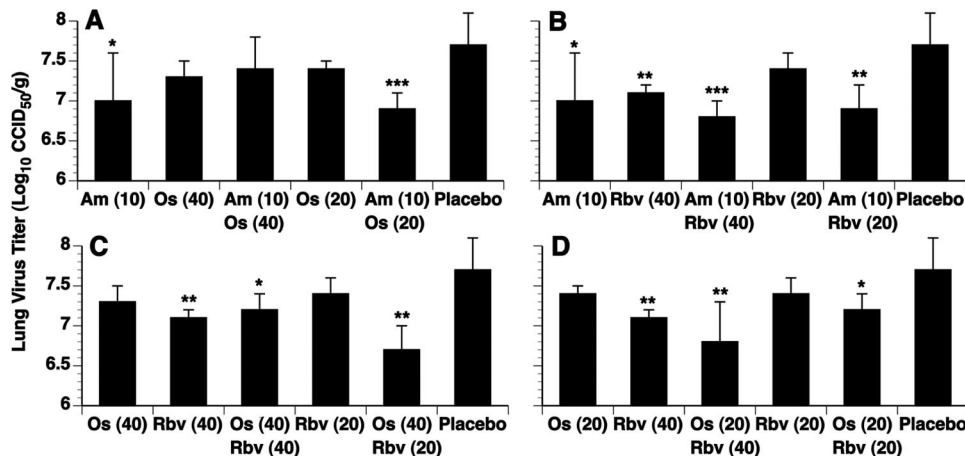 A
B
8
7.5
7
6.5
6
*
***
*
**
***
**
Am (10) Os (40) Am (10) Os (20) Am (10) Placebo
Os (40) Os (20)
Am (10) Rbv (40) Am (10) Rbv (20) Am (10) Placebo
Rbv (40) Rbv (20)
Lung Virus Titer (Log10 CCID50/g)
C
D
8
7.5
7
6.5
6
**
*
**
**
**
*
Os (40) Rbv (40) Os (40) Rbv (20) Os (40) Placebo
Rbv (40) Rbv (20)
Os (20) Rbv (40) Os (20) Rbv (20) Os (20) Placebo
Rbv (40) Rbv (20)